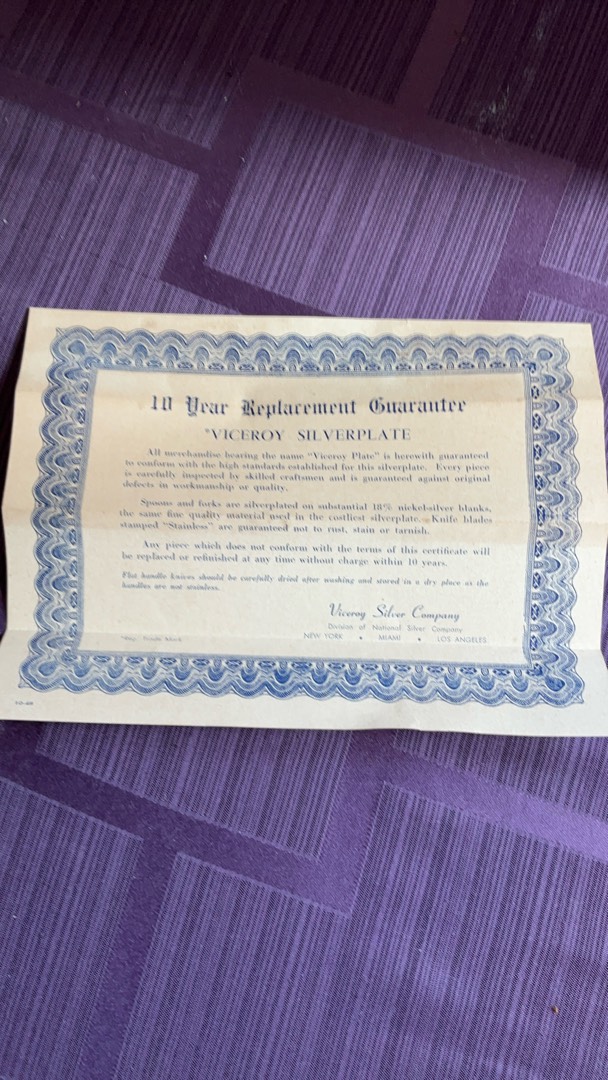 10 Year Replacement Guarantee
*VICEROY SILVERPLATE
All merchandise bearing the name "Viceroy Plate" is herewith guaranteed
to conform with the high standards established for this silverplate. Every piece
is carefully inspected by skilled craftsmen and is guaranteed against original
defects in workmanship or quality.
Spoons and forks are silverplated on substantial 18% nickel-silver blanks,
the same fine quality material used in the costliest silverplate. Knife blades
stamped "Stainless" are guaranteed not to rust, stain or tarnish.
Any piece which does not conform with the terms of this certificate will
be replaced or refinished at any time without charge within 10 years.
Flat handle knives should be carefully dried after washing and stored in a dry place as the
handles are not stainless.
Viceroy Silver Company
Division of National Silver Company
NEW YORK • MIAMI • LOS ANGELES
*Reg. Trade Mark